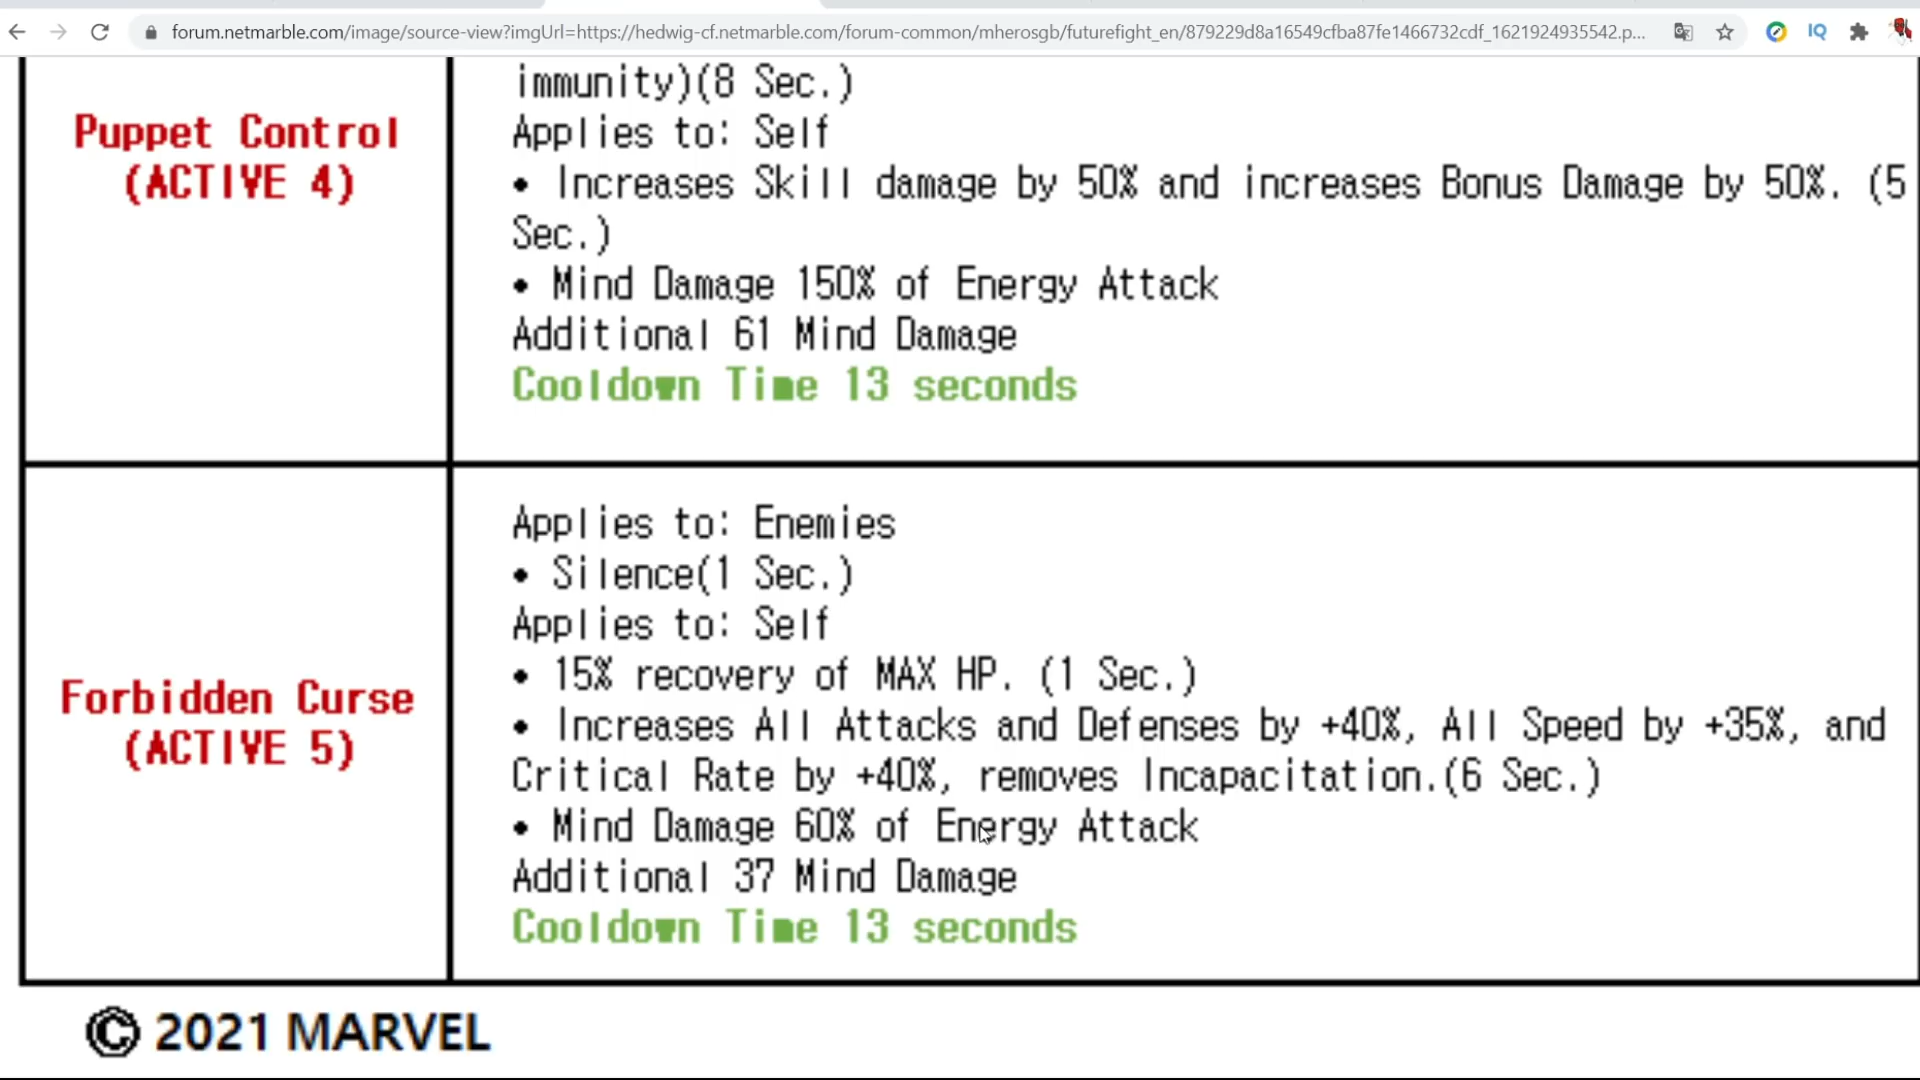 forum.netmarble.com/image/source-view?imgUrl=https://hedwig-cf.netmarble.com/forum-common/mherosgb/futurefight_en/879229d8a16549cfba87fe1466732cdf_1621924935542.p...
IQ
immunity)(8 Sec.)
Puppet Control
(ACTIVE 4)
Applies to: Self
• Increases Skill damage by 50% and increases Bonus Damage by 50%. (5
Sec.)
• Mind Damage 150% of Energy Attack
Additional 61 Mind Damage
Cooldown Time 13 seconds
Forbidden Curse
(ACTIVE 5)
Applies to: Enemies
• Silence(1 Sec.)
Applies to: Self
• 15% recovery of MAX HP. (1 Sec.)
• Increases All Attacks and Defenses by +40%, All Speed by +35%, and
Critical Rate by +40%, removes Incapacitation.(6 Sec.)
• Mind Damage 60% of Energy Attack
Additional 37 Mind Damage
Cooldown Time 13 seconds
© 2021 MARVEL